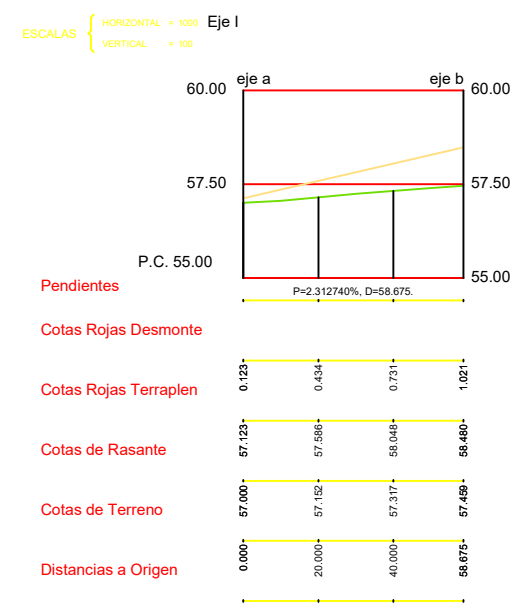 HORIZONTAL = 1000 Eje I
ESCALAS
VERTICAL = 100
eje a eje b
60.00 60.00
57.50 57.50
P.C. 55.00 55.00
Pendientes
P=2.312740%, D=58.675.
Cotas Rojas Desmonte
Cotas Rojas Terraplen 0.123 0.434 0.731 1.021
Cotas de Rasante 57.123 57.586 58.048 58.480
Cotas de Terreno 57.000 57.152 57.317 57.459
Distancias a Origen 0.000 20.000 40.000 58.675